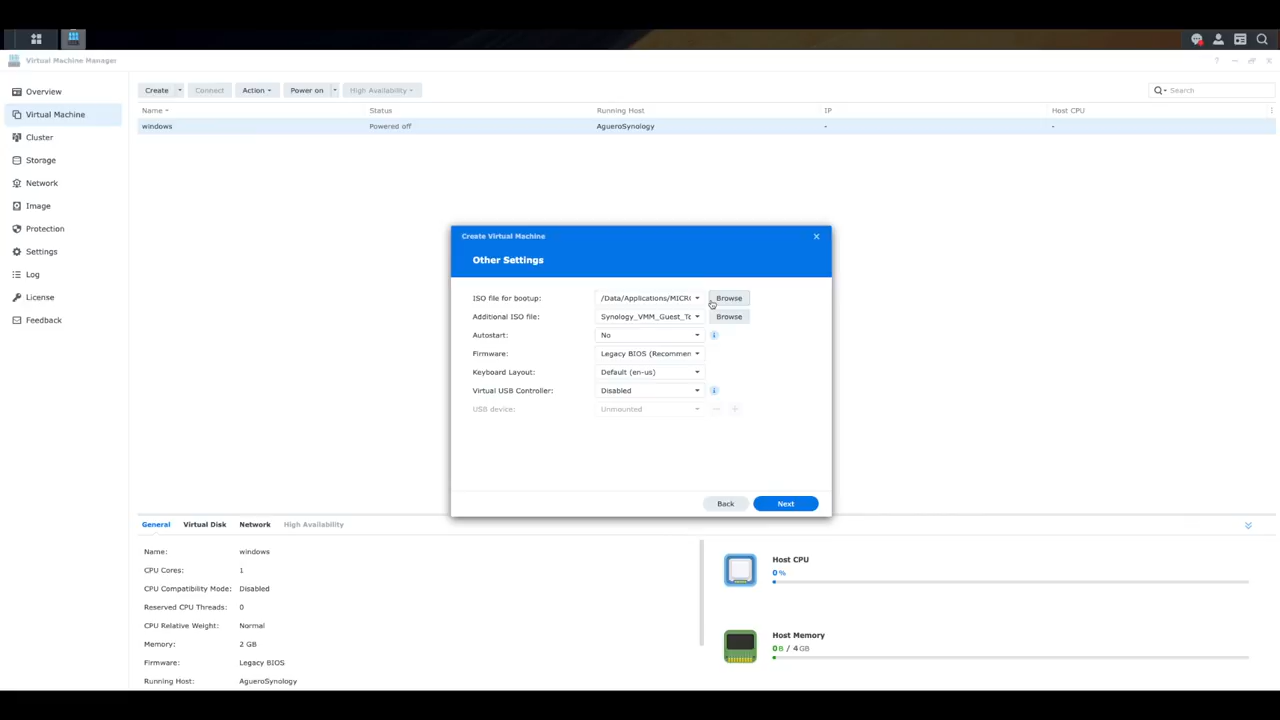 Virtual Machine Manager
?
Overview
Virtual Machine
Cluster
Storage
Network
Image
Protection
Settings
Log
License
Feedback
Create Connect Action Power on High Availability Search
Name Status Running Host IP Host CPU
windows Powered off AgueroSynology - -
Create Virtual Machine
Other Settings
ISO file for bootup: /Data/Applications/MICR( Browse
Additional ISO file: Synology_VMM_Guest_To Browse
Autostart: No i
Firmware: Legacy BIOS (Recommen
Keyboard Layout: Default (en-us)
Virtual USB Controller: Disabled i
USB device: Unmounted
Back Next
General Virtual Disk Network High Availability
Name: windows
CPU Cores: 1
CPU Compatibility Mode: Disabled
Reserved CPU Threads: 0
CPU Relative Weight: Normal
Memory: 2 GB
Firmware: Legacy BIOS
Running Host: AgueroSynology
Host CPU
0 %
Host Memory
0 B / 4 GB